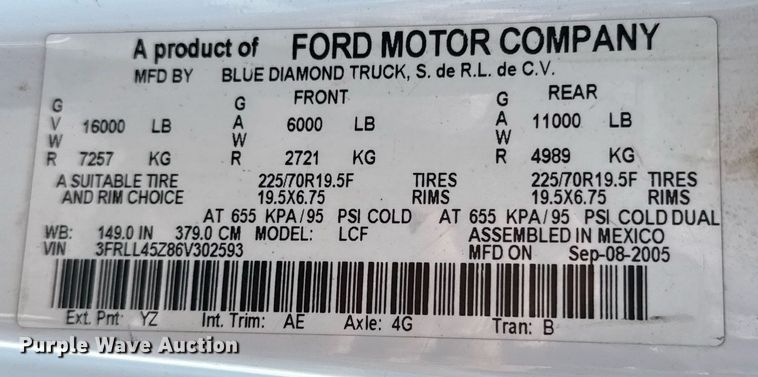 A product of FORD MOTOR COMPANY
MFD BY BLUE DIAMOND TRUCK, S. de R.L. de C.V.
FRONT REAR
GVWR 16000 LB GAWR 6000 LB GAWR 11000 LB
7257 KG 2721 KG 4989 KG
A SUITABLE TIRE 225/70R19.5F TIRES 225/70R19.5F TIRES
AND RIM CHOICE 19.5X6.75 RIMS 19.5X6.75 RIMS
AT 655 KPA/95 PSI COLD AT 655 KPA/95 PSI COLD DUAL
WB: 149.0 IN 379.0 CM MODEL: LCF ASSEMBLED IN MEXICO
VIN 3FRLL45Z86V302593 MFD ON Sep-08-2005
Ext. Pnt: YZ Int. Trim: AE Axle: 4G Tran: B
Purple Wave Auction